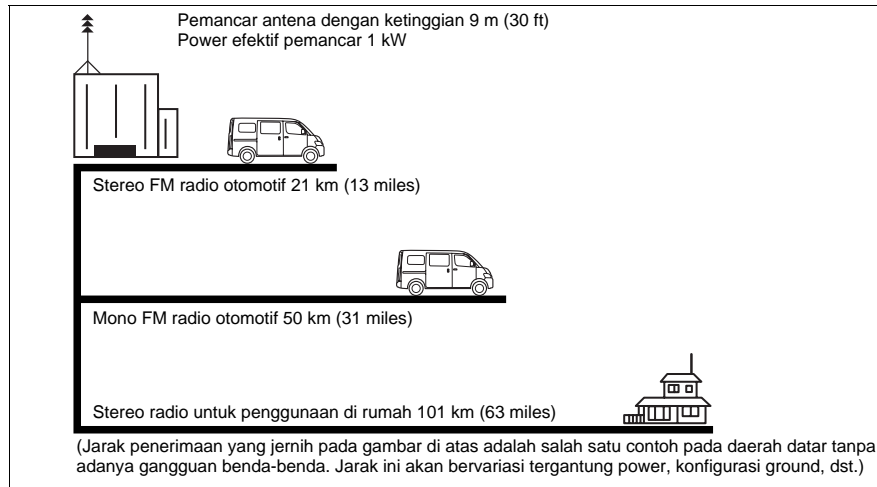 Pemancar antena dengan ketinggian 9 m (30 ft)
Power efektif pemancar 1 kW
Stereo FM radio otomotif 21 km (13 miles)
Mono FM radio otomotif 50 km (31 miles)
Stereo radio untuk penggunaan di rumah 101 km (63 miles)
(Jarak penerimaan yang jernih pada gambar di atas adalah salah satu contoh pada daerah datar tanpa
adanya gangguan benda-benda. Jarak ini akan bervariasi tergantung power, konfigurasi ground, dst.)